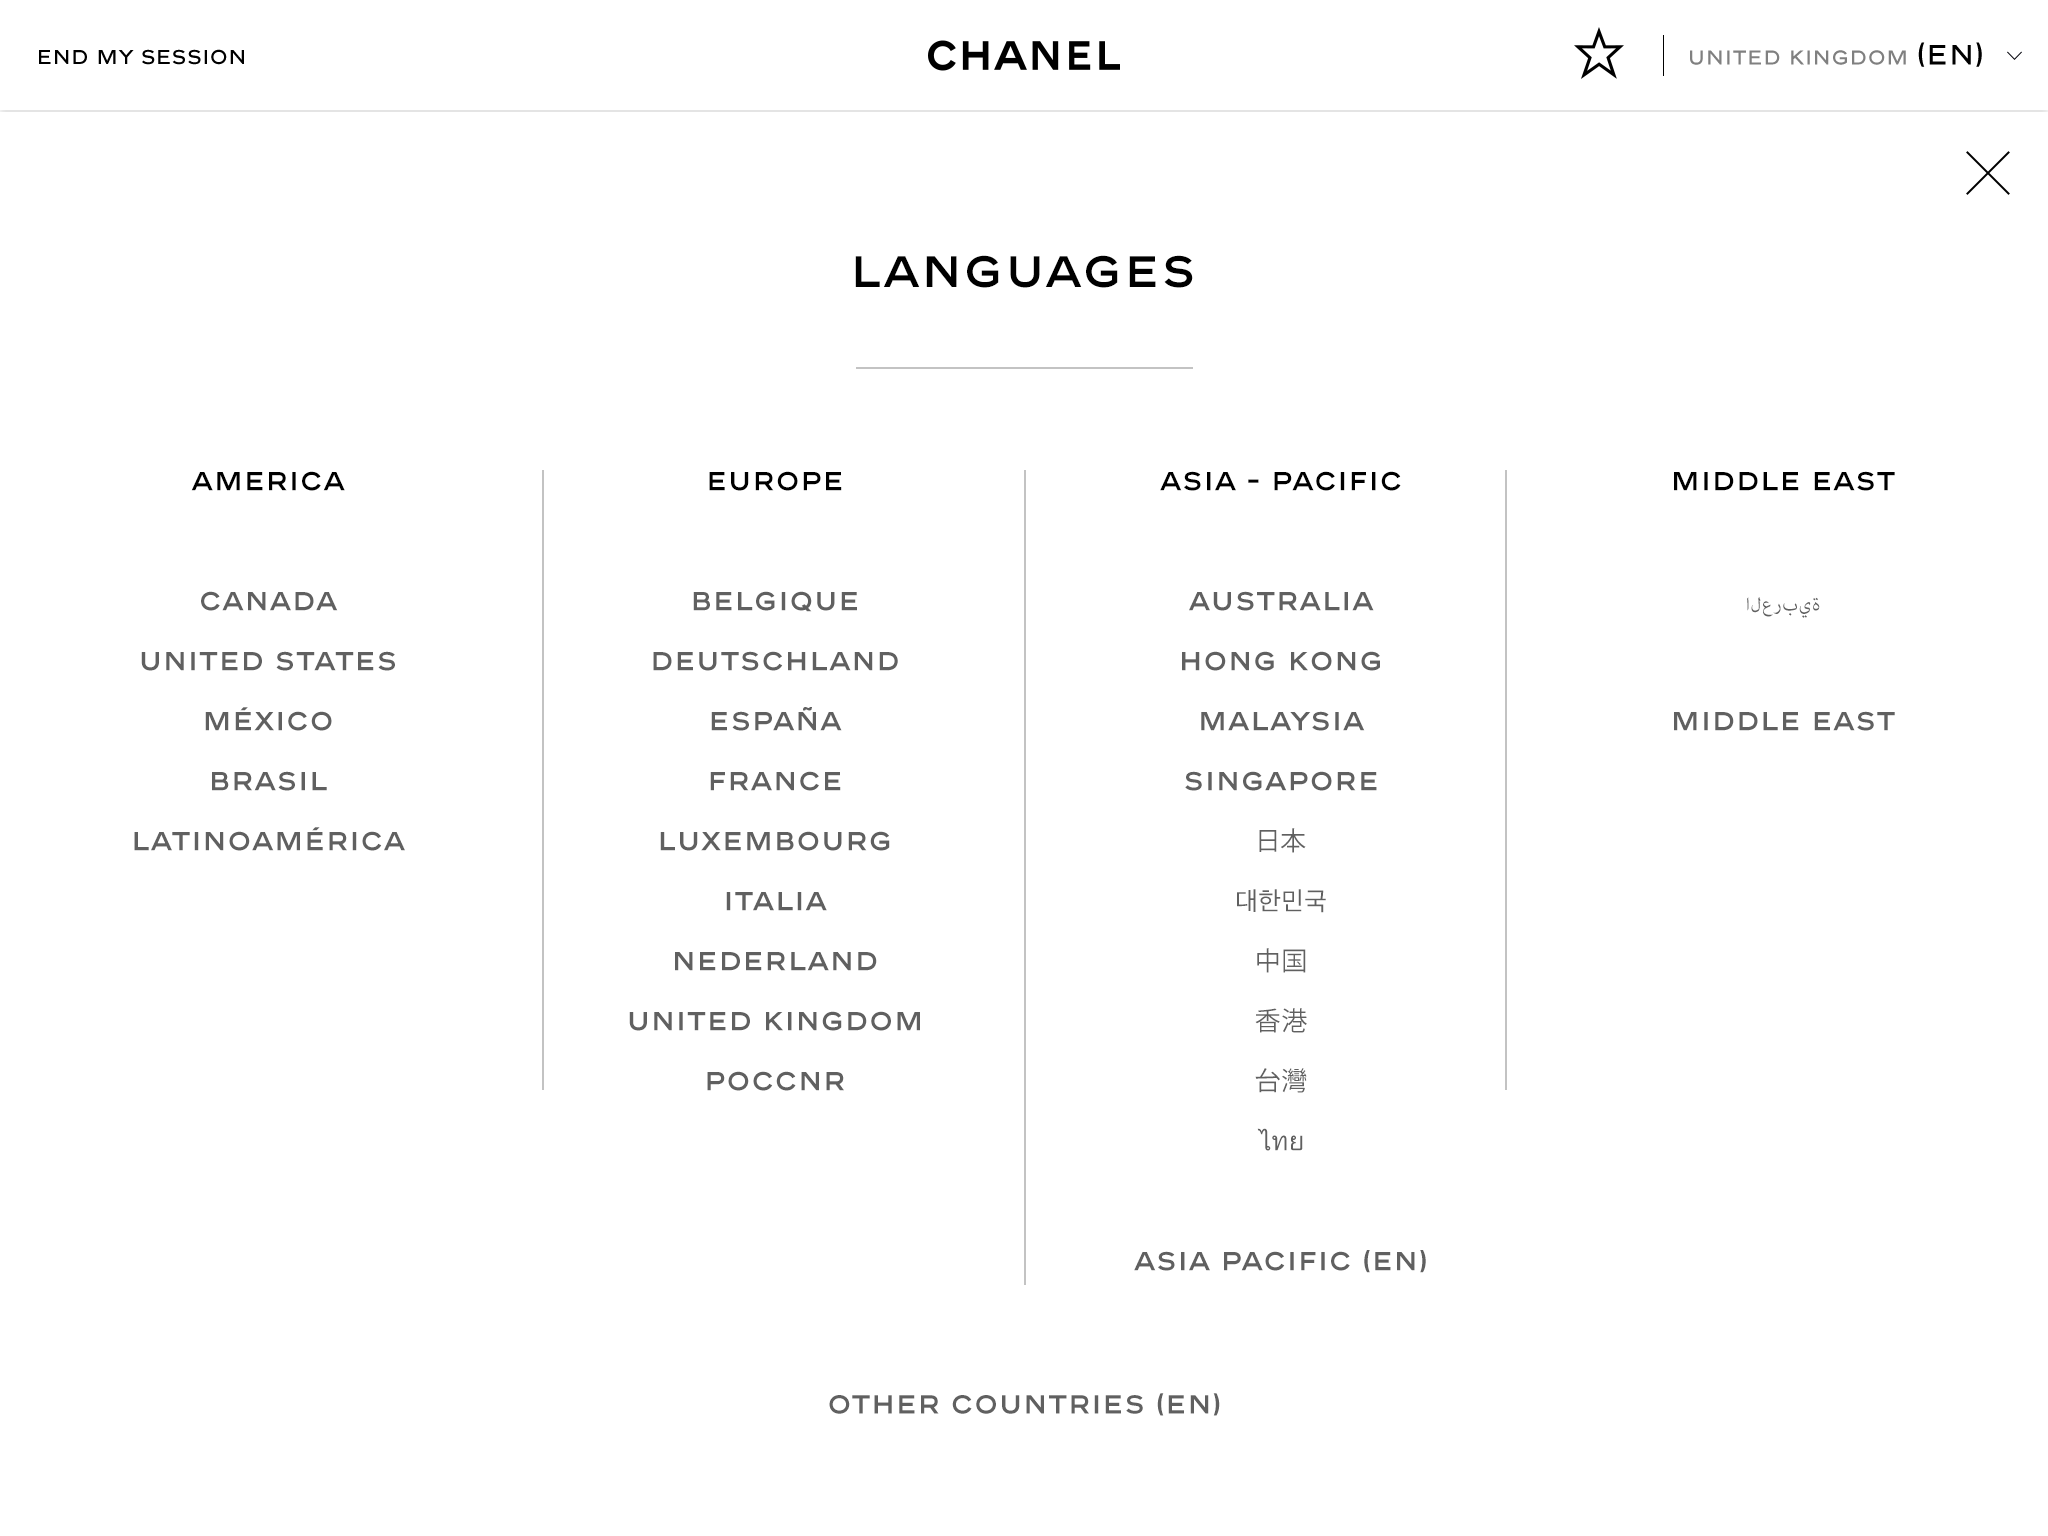 END MY SESSION
CHANEL
UNITED KINGDOM (EN)
LANGUAGES
AMERICA
CANADA
UNITED STATES
MÉXICO
BRASIL
LATINOAMÉRICA
EUROPE
BELGIQUE
DEUTSCHLAND
ESPAÑA
FRANCE
LUXEMBOURG
ITALIA
NEDERLAND
UNITED KINGDOM
POCCNR
ASIA - PACIFIC
AUSTRALIA
HONG KONG
MALAYSIA
SINGAPORE
日本
대한민국
中国
香港
台灣
ไทย
ASIA PACIFIC (EN)
MIDDLE EAST
العربية
MIDDLE EAST
OTHER COUNTRIES (EN)